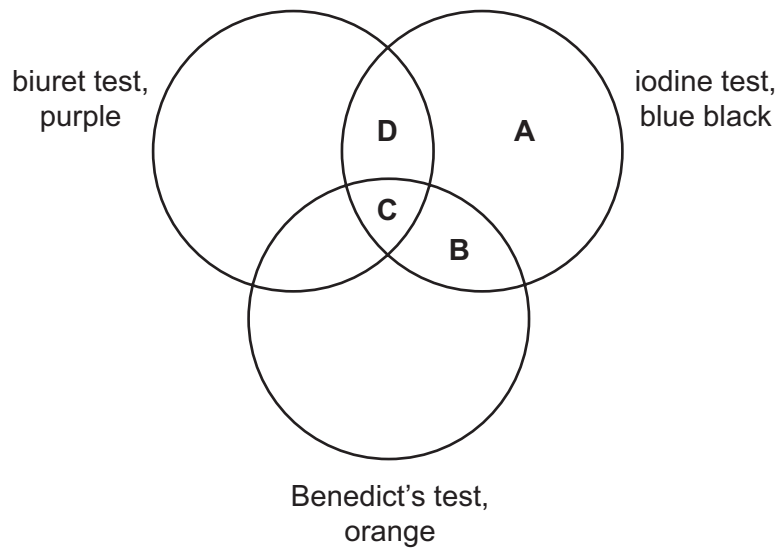 biuret test,
purple
iodine test,
blue black
D
A
C
B
Benedict’s test,
orange